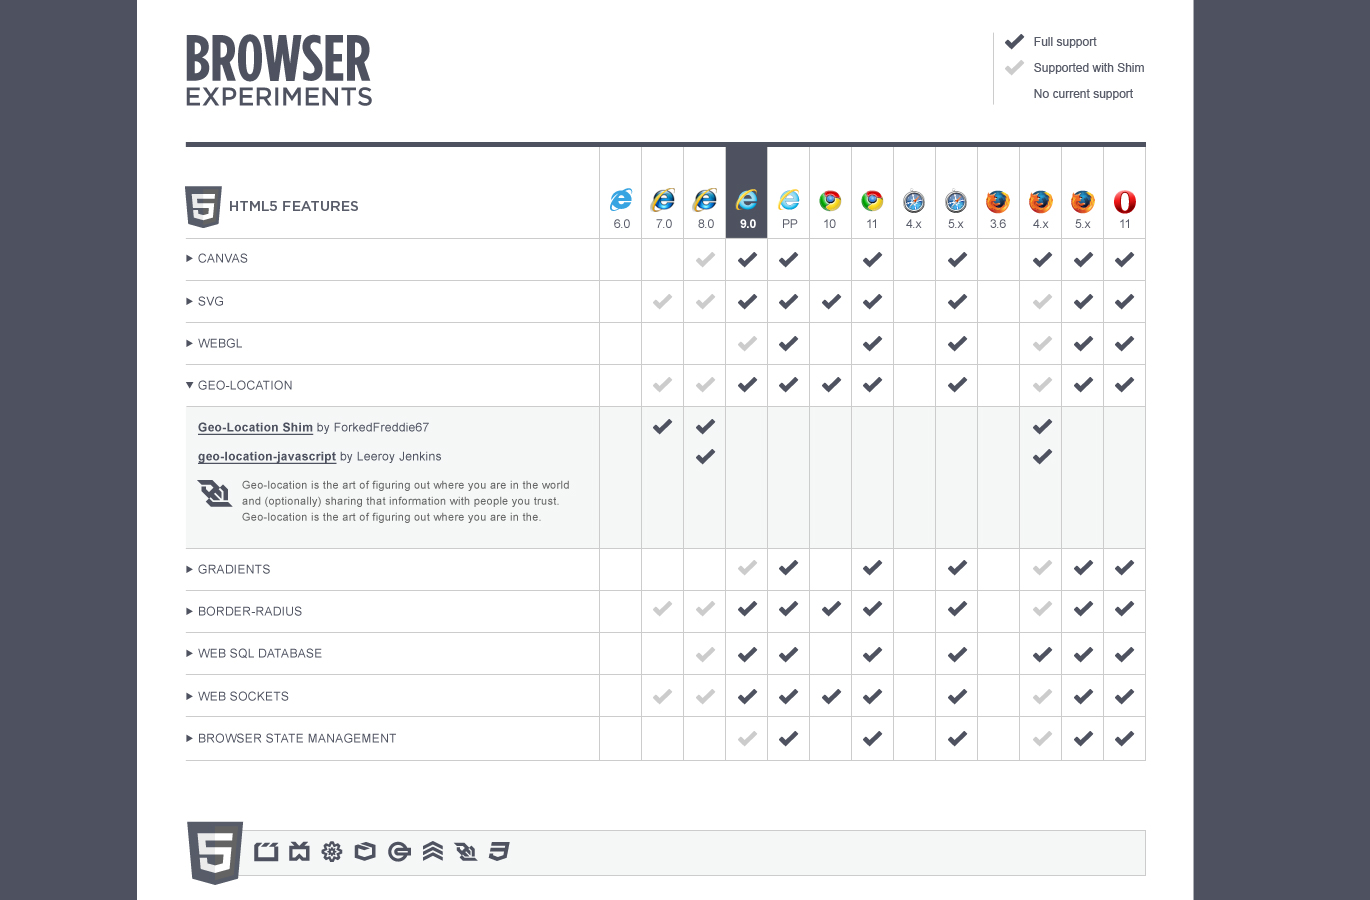 BROWSER
EXPERIMENTS
Full support
Supported with Shim
No current support
HTML5 FEATURES
6.0 7.0 8.0 9.0 PP 10 11 4.x 5.x 3.6 4.x 5.x 11
CANVAS
SVG
WEBGL
GEO-LOCATION
Geo-Location Shim by ForkedFreddie67
geo-location-javascript by Leeroy Jenkins
Geo-location is the art of figuring out where you are in the world
and (optionally) sharing that information with people you trust.
Geo-location is the art of figuring out where you are in the.
GRADIENTS
BORDER-RADIUS
WEB SQL DATABASE
WEB SOCKETS
BROWSER STATE MANAGEMENT